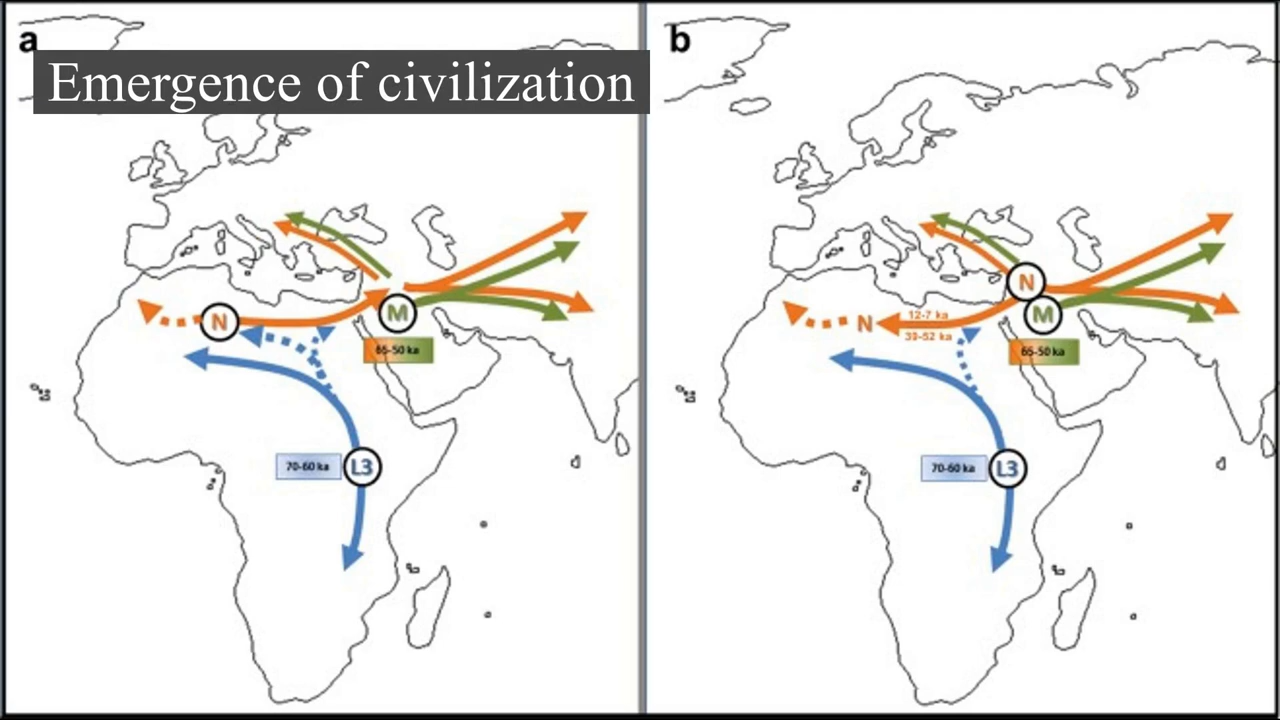 a
Emergence of civilization
N
M
65-50 ka
70-60 ka
L3
b
N
M
N
12-7 ka
39-52 ka
65-50 ka
70-60 ka
L3